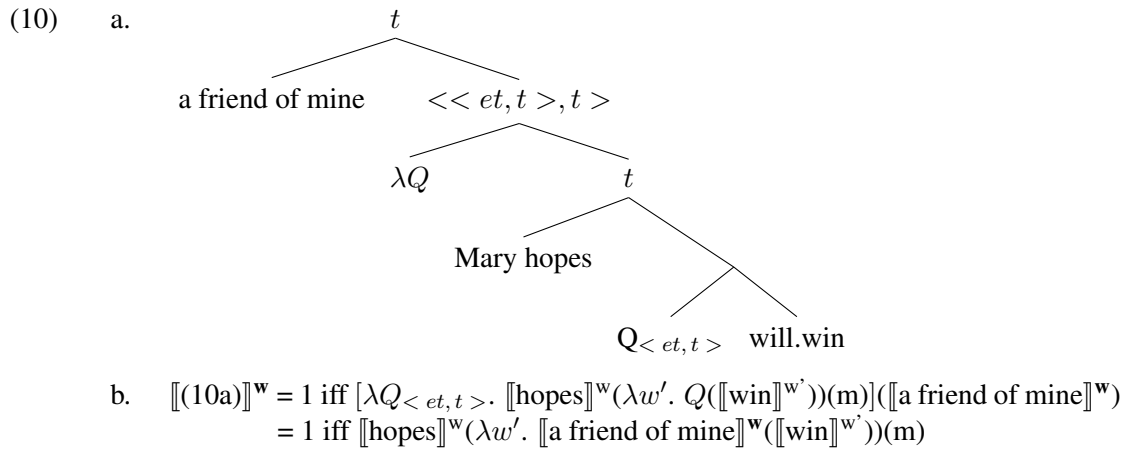 (10) a. t
a friend of mine << et, t >, t >
λQ t
Mary hopes
Q< et, t > will.win
b. ⟦(10a)⟧ʷ = 1 iff [λQ< et, t >. ⟦hopes⟧ʷ(λw′. Q(⟦win⟧ʷ’))(m)](⟦a friend of mine⟧ʷ)
= 1 iff ⟦hopes⟧ʷ(λw′. ⟦a friend of mine⟧ʷ(⟦win⟧ʷ’))(m)